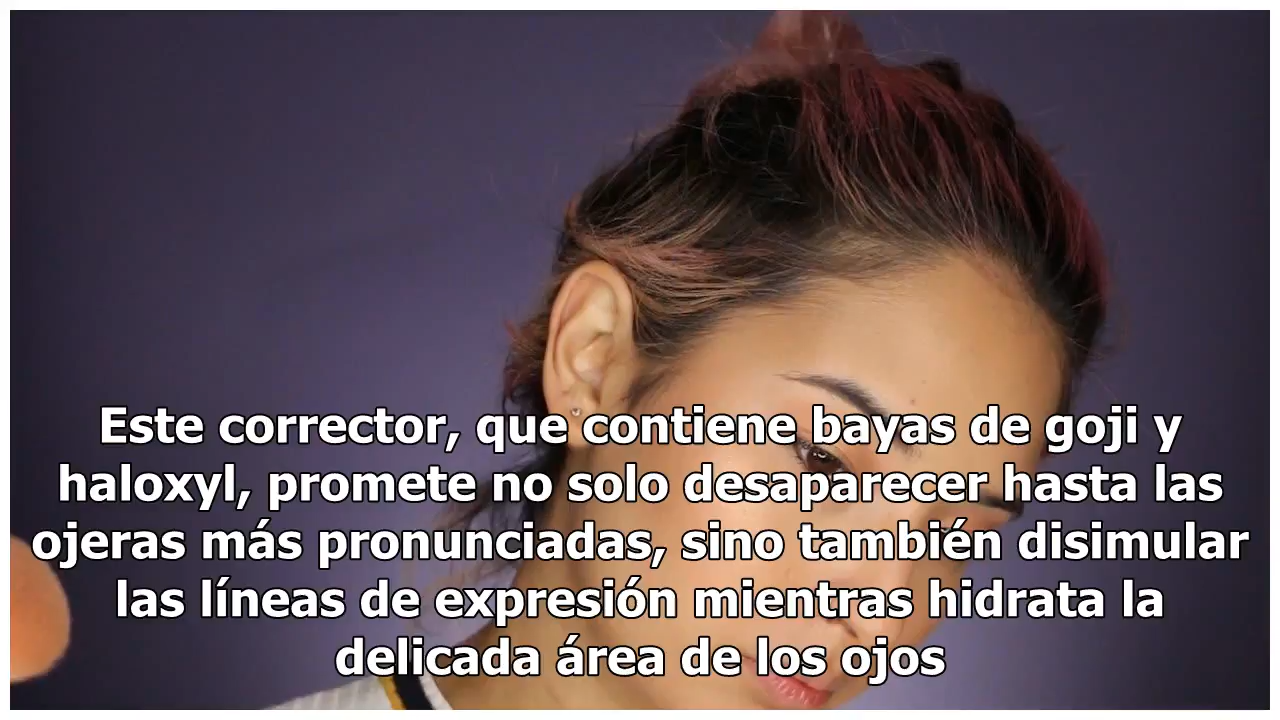 Este corrector, que contiene bayas de goji y
haloxyl, promete no solo desaparecer hasta las
ojeras más pronunciadas, sino también disimular
las líneas de expresión mientras hidrata la
delicada área de los ojos